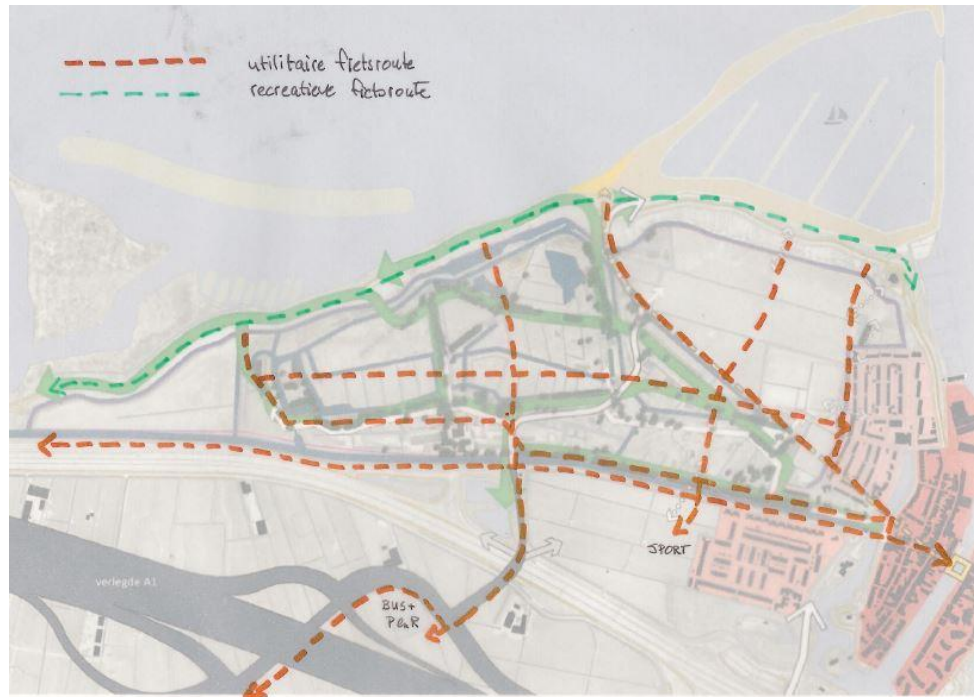 utilitaire fietsroute
recreatieve fietsroute
SPORT
verlegde A1
BUS+
P&R